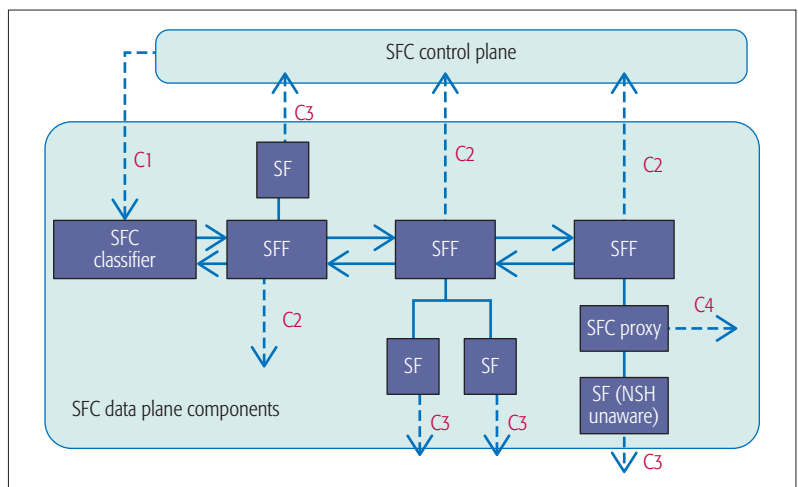 SFC control plane
C3
C1
C2
C2
SF
SFC
classifier
SFF
SFF
SFF
C2
C4
SFC proxy
SF
SF
SF (NSH
unaware)
SFC data plane components
C3
C3
C3